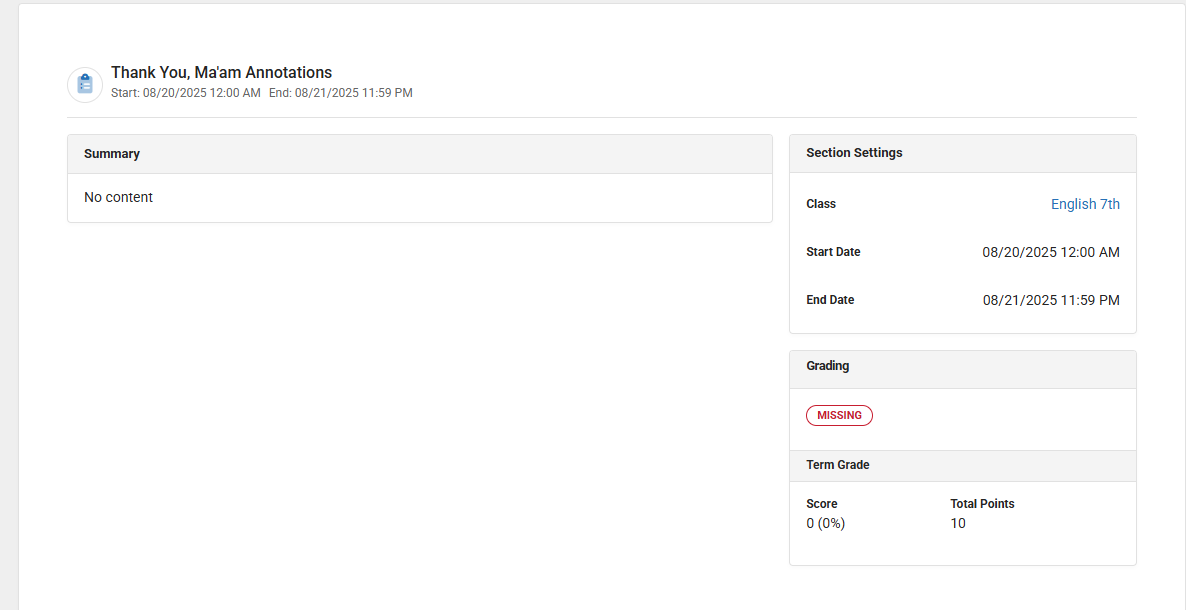 Thank You, Ma'am Annotations
Start: 08/20/2025 12:00 AM End: 08/21/2025 11:59 PM
Summary
No content
Section Settings
Class English 7th
Start Date 08/20/2025 12:00 AM
End Date 08/21/2025 11:59 PM
Grading
MISSING
Term Grade
Score Total Points
0 (0%) 10